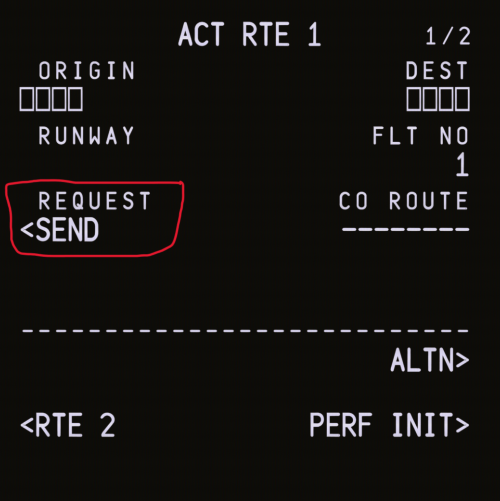 ACT RTE 1 1/2
ORIGIN DEST
□□□□ □□□□
RUNWAY FLT NO
1
REQUEST CO ROUTE
<SEND --------
----------------------------
ALTN>
<RTE 2 PERF INIT>